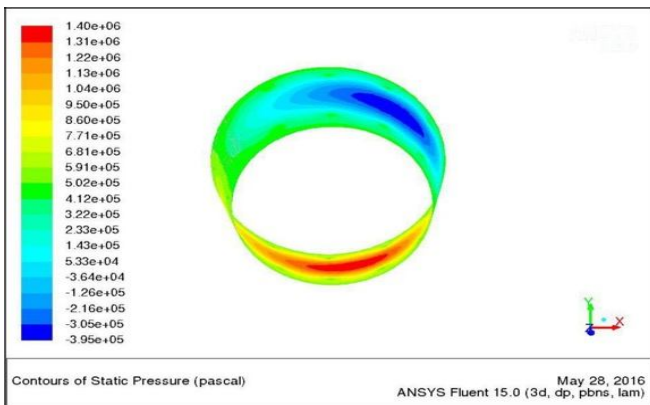 1.40e+06
1.31e+06
1.22e+06
1.13e+06
1.04e+06
9.50e+05
8.60e+05
7.71e+05
6.81e+05
5.91e+05
5.02e+05
4.12e+05
3.22e+05
2.33e+05
1.43e+05
5.33e+04
-3.64e+04
-1.26e+05
-2.16e+05
-3.05e+05
-3.95e+05
Y
X
Contours of Static Pressure (pascal)
May 28, 2016
ANSYS Fluent 15.0 (3d, dp, pbns, lam)